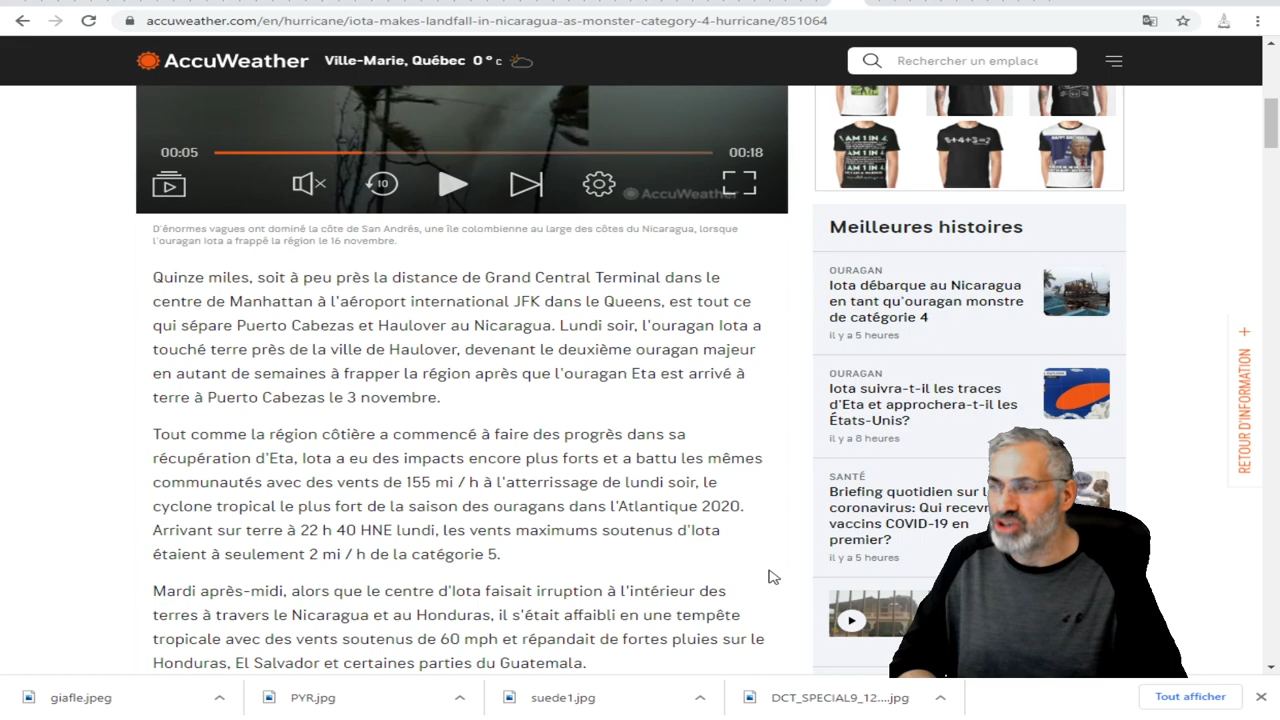 accuweather.com/en/hurricane/iota-makes-landfall-in-nicaragua-as-monster-category-4-hurricane/851064
AccuWeather
Ville-Marie, Québec 0° c
Rechercher un emplace
00:05
00:18
10
AccuWeather
D'énormes vagues ont dominé la côte de San Andrés, une île colombienne au large des côtes du Nicaragua, lorsque
l'ouragan Iota a frappé la région le 16 novembre.
Quinze miles, soit à peu près la distance de Grand Central Terminal dans le
centre de Manhattan à l'aéroport international JFK dans le Queens, est tout ce
qui sépare Puerto Cabezas et Haulover au Nicaragua. Lundi soir, l'ouragan Iota a
touché terre près de la ville de Haulover, devenant le deuxième ouragan majeur
en autant de semaines à frapper la région après que l'ouragan Eta est arrivé à
terre à Puerto Cabezas le 3 novembre.
Tout comme la région côtière a commencé à faire des progrès dans sa
récupération d'Eta, Iota a eu des impacts encore plus forts et a battu les mêmes
communautés avec des vents de 155 mi / h à l'atterrissage de lundi soir, le
cyclone tropical le plus fort de la saison des ouragans dans l'Atlantique 2020.
Arrivant sur terre à 22 h 40 HNE lundi, les vents maximums soutenus d'Iota
étaient à seulement 2 mi / h de la catégorie 5.
Mardi après-midi, alors que le centre d'Iota faisait irruption à l'intérieur des
terres à travers le Nicaragua et au Honduras, il s'était affaibli en une tempête
tropicale avec des vents soutenus de 60 mph et répandait de fortes pluies sur le
Honduras, El Salvador et certaines parties du Guatemala.
I AM 1 IN 4
Meilleures histoires
OURAGAN
Iota débarque au Nicaragua
en tant qu'ouragan monstre
de catégorie 4
il y a 5 heures
OURAGAN
Iota suivra-t-il les traces
d'Eta et approchera-t-il les
États-Unis?
il y a 8 heures
SANTÉ
Briefing quotidien sur l
coronavirus: Qui recevr
vaccins COVID-19 en
premier?
il y a 5 heures
RETOUR D'INFORMATION +
giafle.jpeg
PYR.jpg
suede1.jpg
DCT_SPECIAL9_12....jpg
Tout afficher